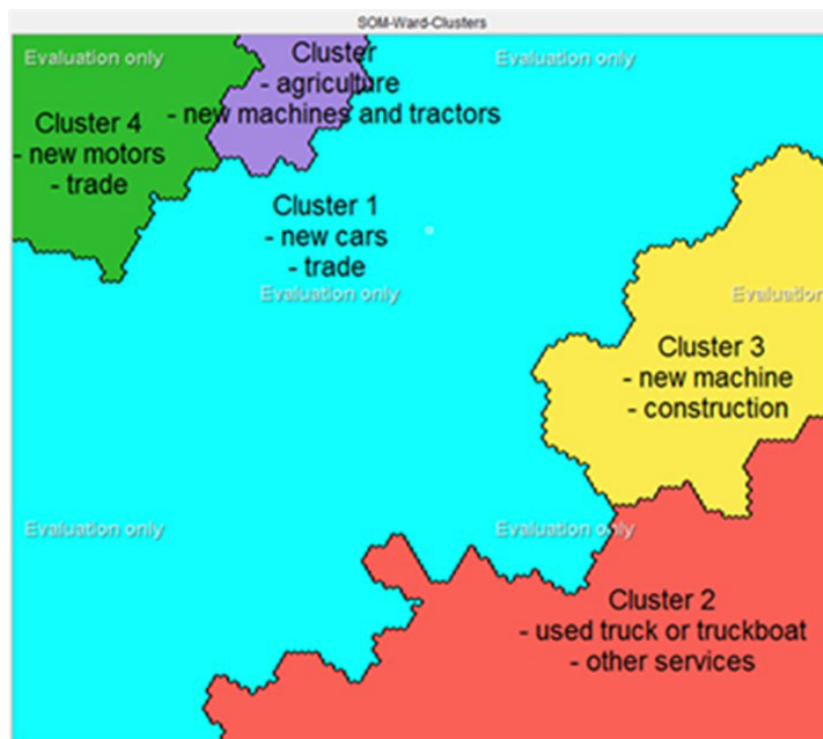 SOM-Ward-Clusters
Evaluation only
Evaluation only
Cluster
- agriculture
- new machines and tractors
Cluster 4
- new motors
- trade
Cluster 1
- new cars
- trade
Evaluation only
Evaluation
Cluster 3
- new machine
- construction
Evaluation only
Evaluation only
Cluster 2
- used truck or truckboat
- other services